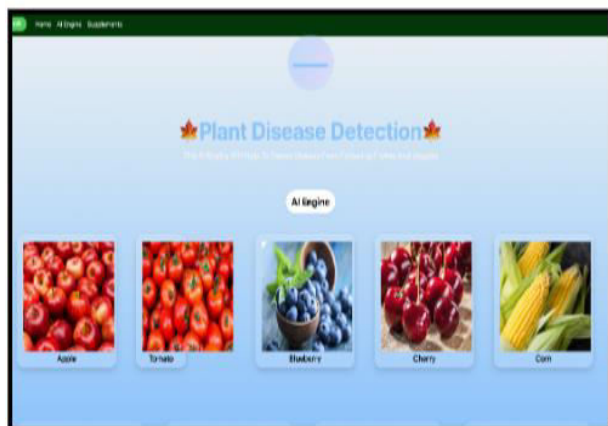 Home AI Engine Supplements
🍁Plant Disease Detection🍁
AI Engine
Apple Tomato Blueberry Cherry Corn